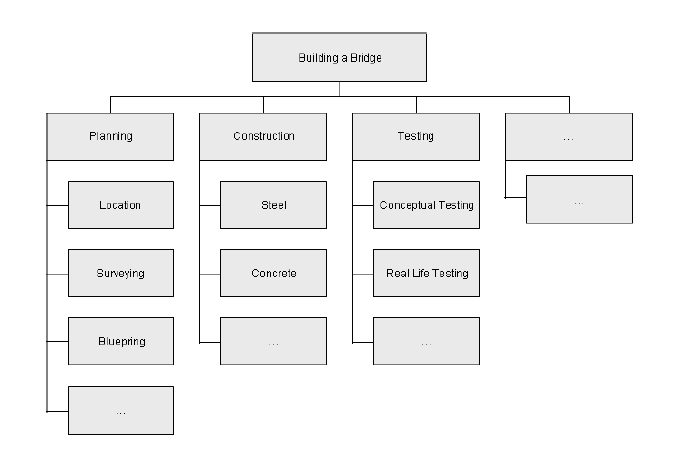 Building a Bridge
Planning
Construction
Testing
...
Location
Steel
Conceptual Testing
...
Surveying
Concrete
Real Life Testing
Bluepring
...
...
...